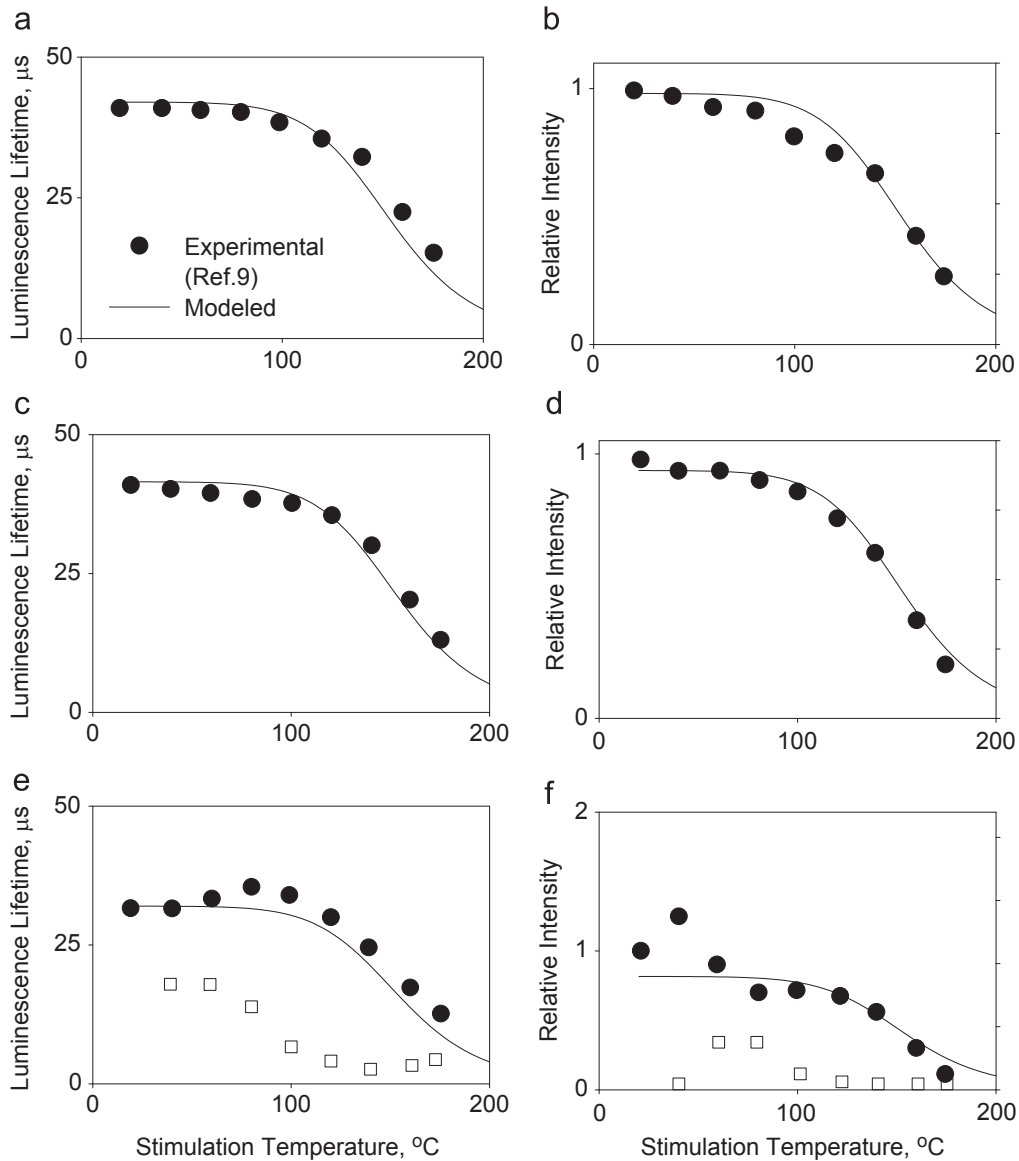 a
Luminescence Lifetime, μs
50
25
0
0
100
200
Experimental
(Ref.9)
Modeled
b
Relative Intensity
1
0
0
100
200
c
Luminescence Lifetime, μs
50
25
0
0
100
200
d
Relative Intensity
1
0
0
100
200
e
Luminescence Lifetime, μs
50
25
0
0
100
200
Stimulation Temperature, °C
f
Relative Intensity
2
1
0
0
100
200
Stimulation Temperature, °C